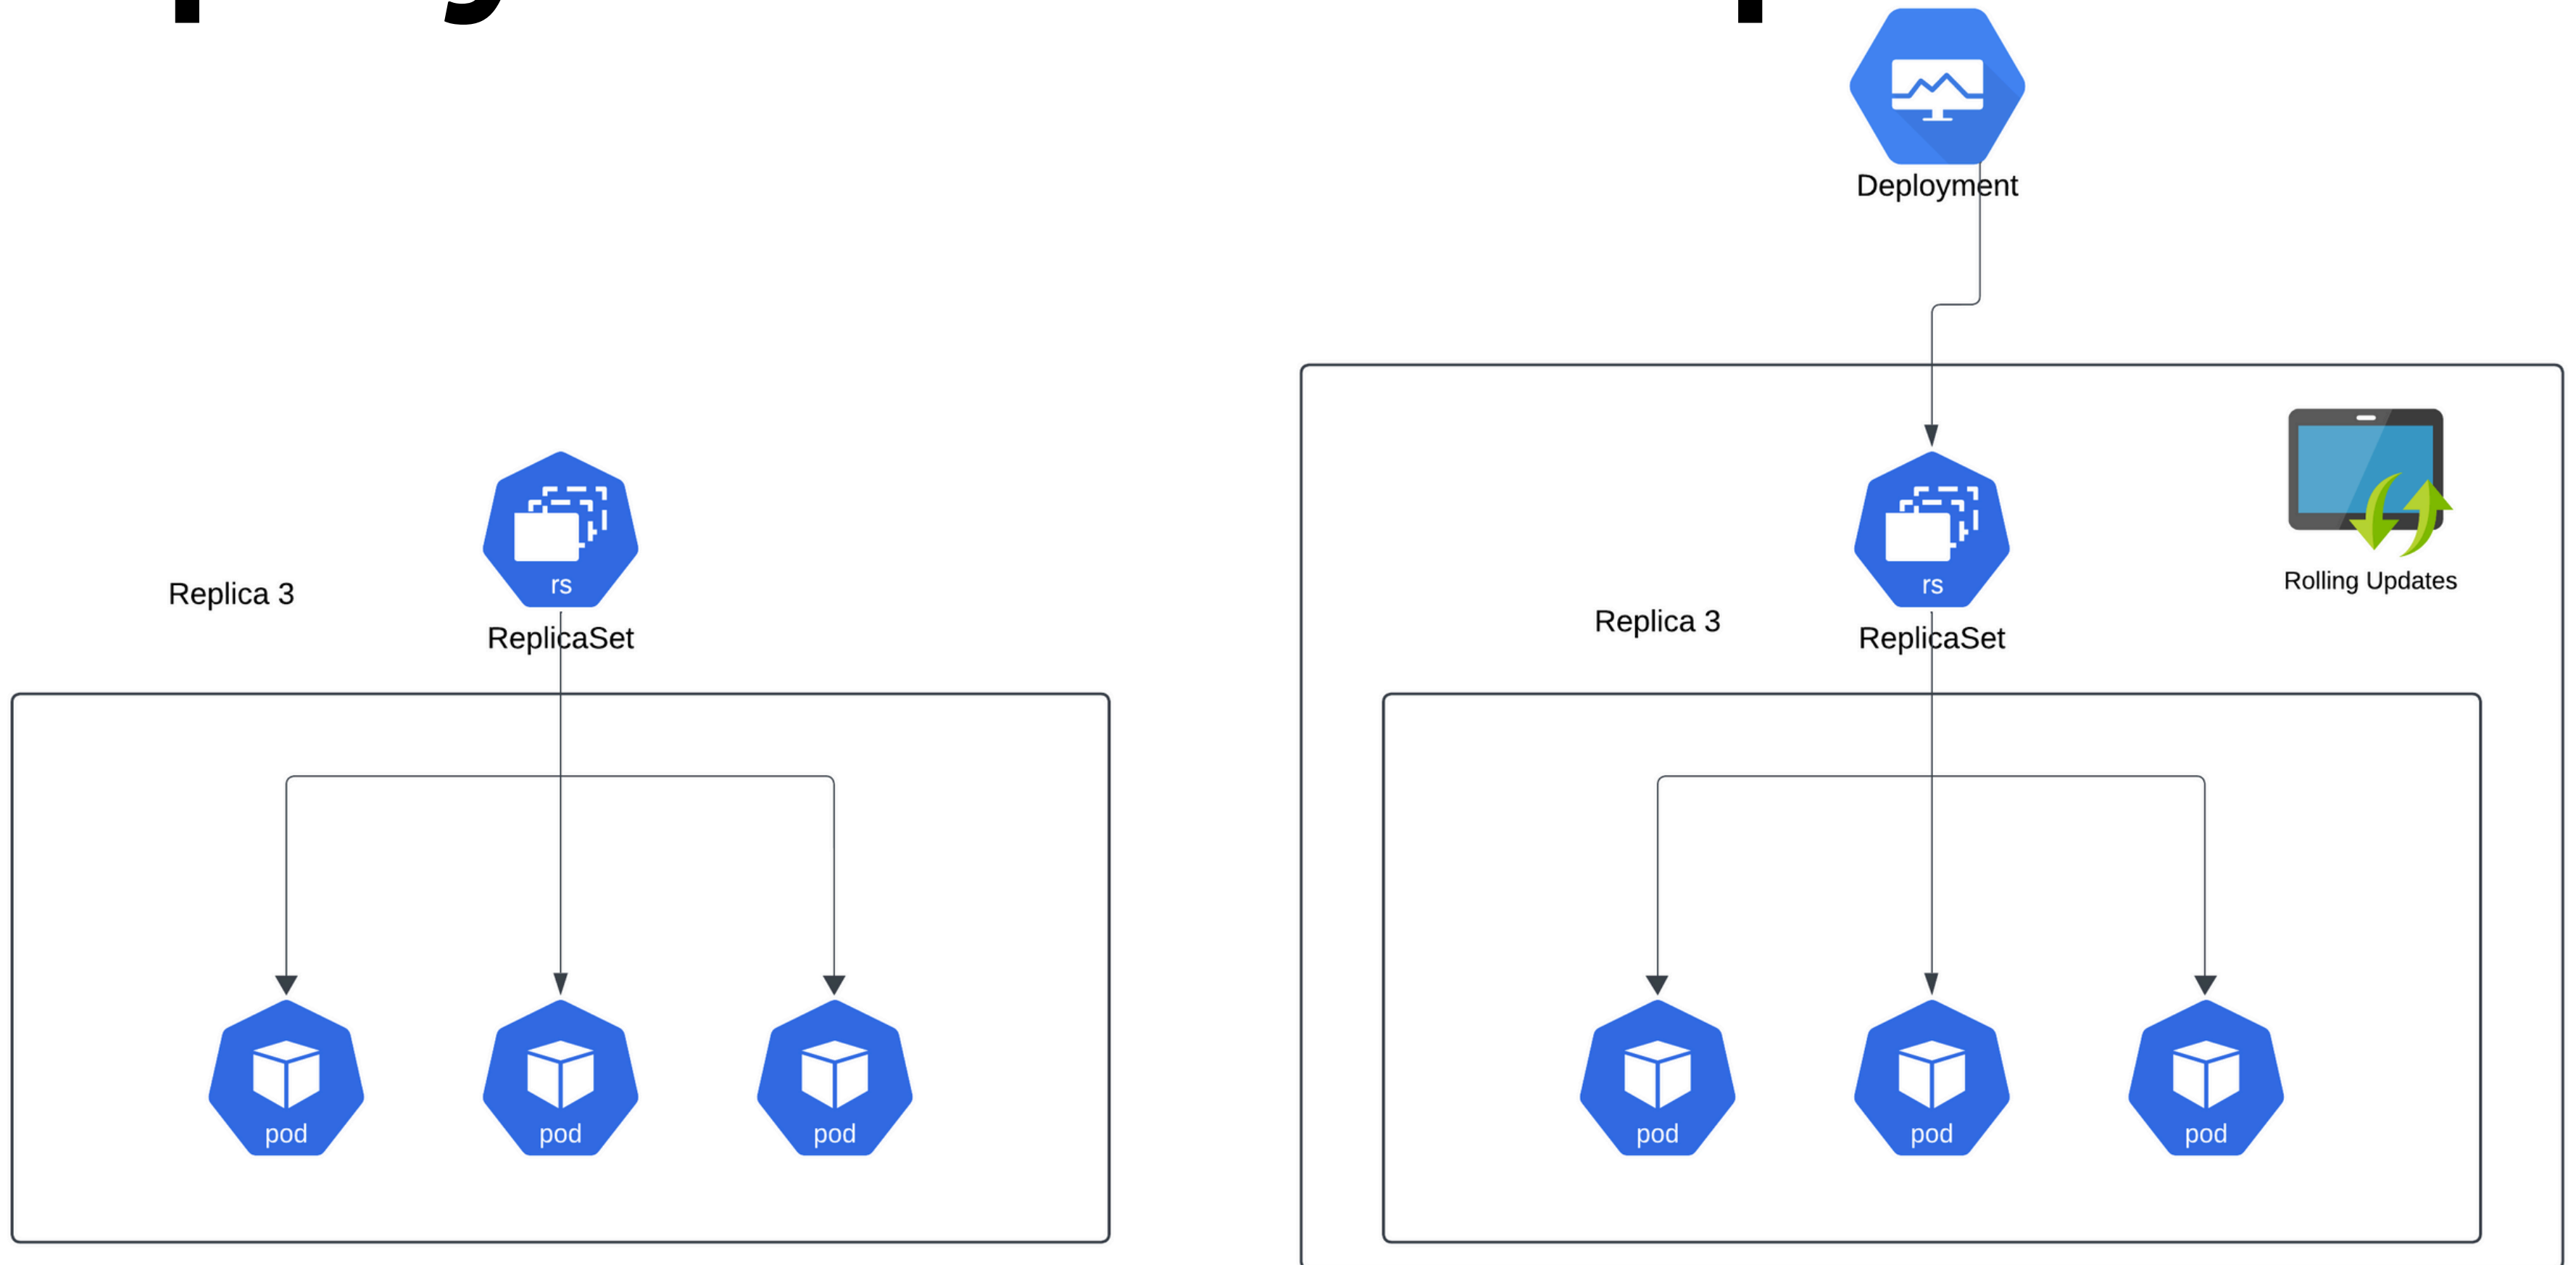 Deployment
Rolling Updates
rs
Replica 3
ReplicaSet
rs
Replica 3
ReplicaSet
pod
pod
pod
pod
pod
pod